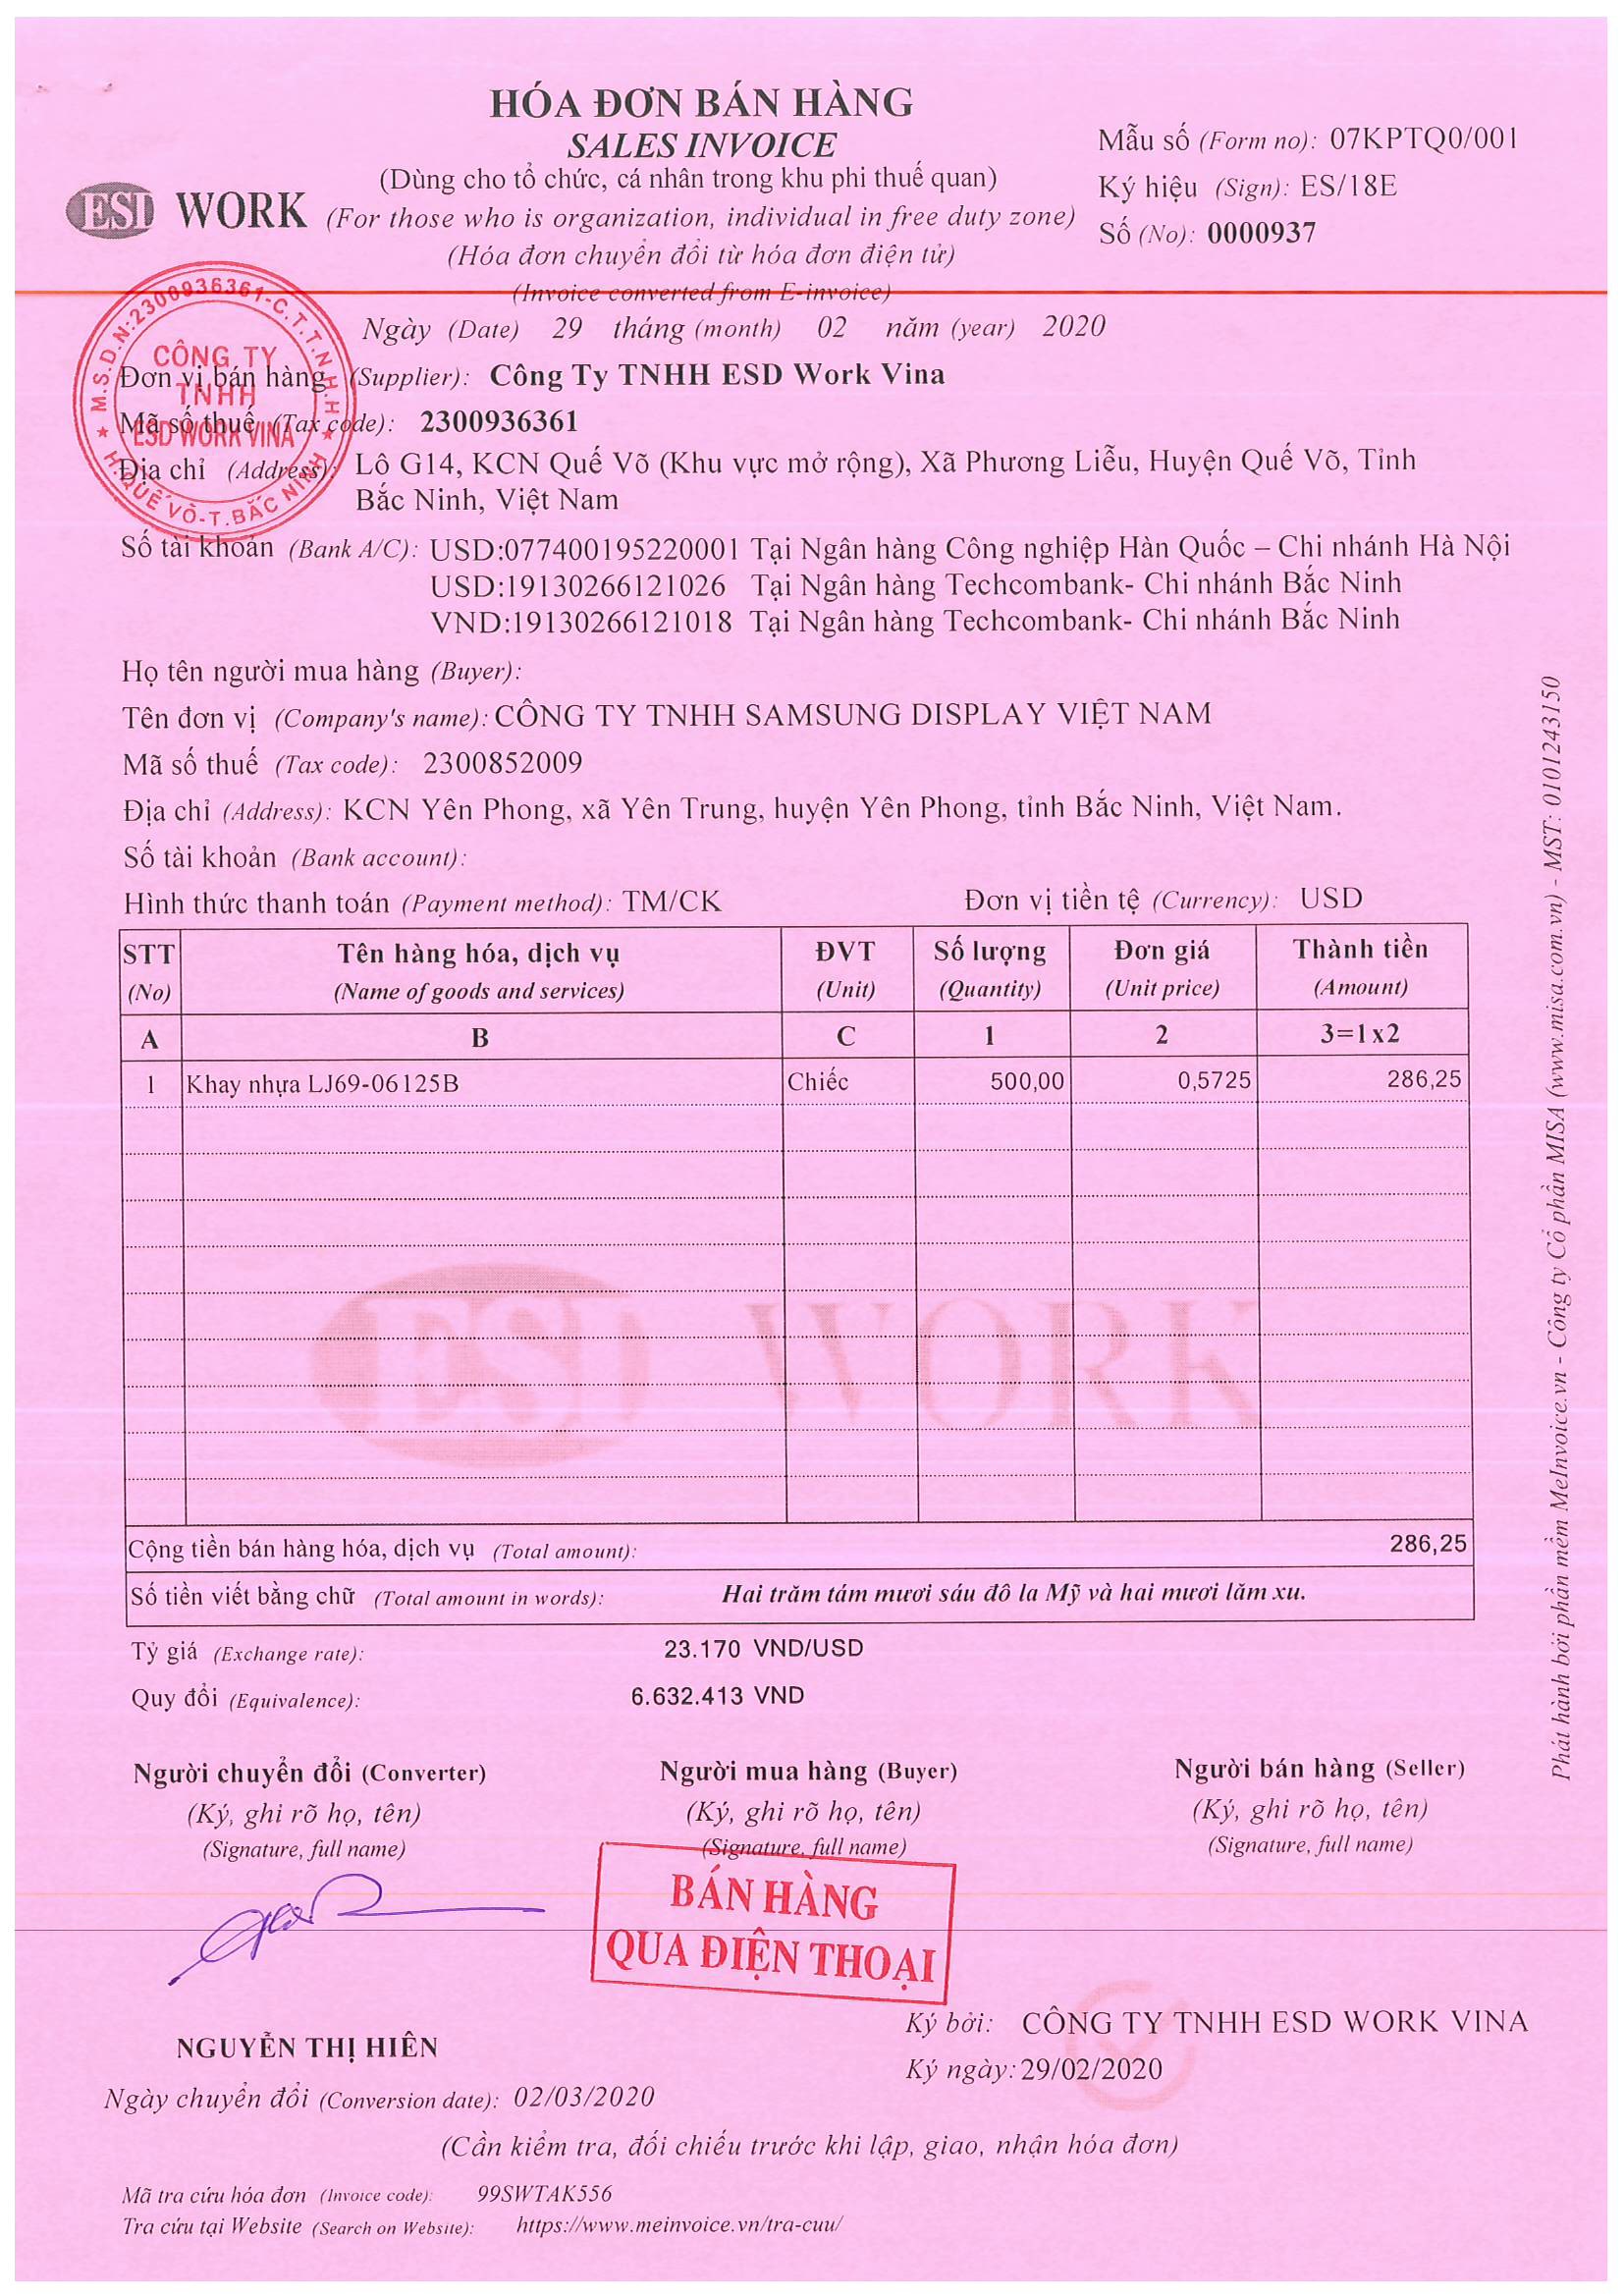 HÓA ĐƠN BÁN HÀNG
SALES INVOICE
(Dùng cho tổ chức, cá nhân trong khu phi thuế quan)
(For those who is organization, individual in free duty zone)
(Hóa đơn chuyển đổi từ hóa đơn điện tử)
(Invoice converted from E-invoice)
Mẫu số (Form no): 07KPTQ0/001
Ký hiệu (Sign): ES/18E
Số (No): 0000937
ESD WORK
Ngày (Date) 29 tháng (month) 02 năm (year) 2020
M.S.D.N:2300936361-C.T.T.N.H.H
CÔNG TY
TNHH
ESD WORK VINA
H.QUẾ VÕ-T.BẮC NINH
Đơn vị bán hàng (Supplier): Công Ty TNHH ESD Work Vina
Mã số thuế (Tax code): 2300936361
Địa chỉ (Address): Lô G14, KCN Quế Võ (Khu vực mở rộng), Xã Phương Liễu, Huyện Quế Võ, Tỉnh
Bắc Ninh, Việt Nam
Số tài khoản (Bank A/C): USD:077400195220001 Tại Ngân hàng Công nghiệp Hàn Quốc – Chi nhánh Hà Nội
USD:19130266121026 Tại Ngân hàng Techcombank- Chi nhánh Bắc Ninh
VND:19130266121018 Tại Ngân hàng Techcombank- Chi nhánh Bắc Ninh
Họ tên người mua hàng (Buyer):
Tên đơn vị (Company's name): CÔNG TY TNHH SAMSUNG DISPLAY VIỆT NAM
Mã số thuế (Tax code): 2300852009
Địa chỉ (Address): KCN Yên Phong, xã Yên Trung, huyện Yên Phong, tỉnh Bắc Ninh, Việt Nam.
Số tài khoản (Bank account):
Hình thức thanh toán (Payment method): TM/CK Đơn vị tiền tệ (Currency): USD
STT Tên hàng hóa, dịch vụ ĐVT Số lượng Đơn giá Thành tiền
(No) (Name of goods and services) (Unit) (Quantity) (Unit price) (Amount)
A B C 1 2 3=1x2
1 Khay nhựa LJ69-06125B Chiếc 500,00 0,5725 286,25
ESD WORK
Cộng tiền bán hàng hóa, dịch vụ (Total amount): 286,25
Số tiền viết bằng chữ (Total amount in words): Hai trăm tám mươi sáu đô la Mỹ và hai mươi lăm xu.
Tỷ giá (Exchange rate): 23.170 VND/USD
Quy đổi (Equivalence): 6.632.413 VND
Người chuyển đổi (Converter) Người mua hàng (Buyer) Người bán hàng (Seller)
(Ký, ghi rõ họ, tên) (Ký, ghi rõ họ, tên) (Ký, ghi rõ họ, tên)
(Signature, full name) (Signature, full name) (Signature, full name)
BÁN HÀNG
QUA ĐIỆN THOẠI
Ký bởi: CÔNG TY TNHH ESD WORK VINA
NGUYỄN THỊ HIÊN
Ký ngày: 29/02/2020
Ngày chuyển đổi (Conversion date): 02/03/2020
(Cần kiểm tra, đối chiếu trước khi lập, giao, nhận hóa đơn)
Mã tra cứu hóa đơn (Invoice code): 99SWTAK556
Tra cứu tại Website (Search on Website): https://www.meinvoice.vn/tra-cuu/
Phát hành bởi phần mềm MeInvoice.vn - Công ty Cổ phần MISA (www.misa.com.vn) - MST: 0101243150